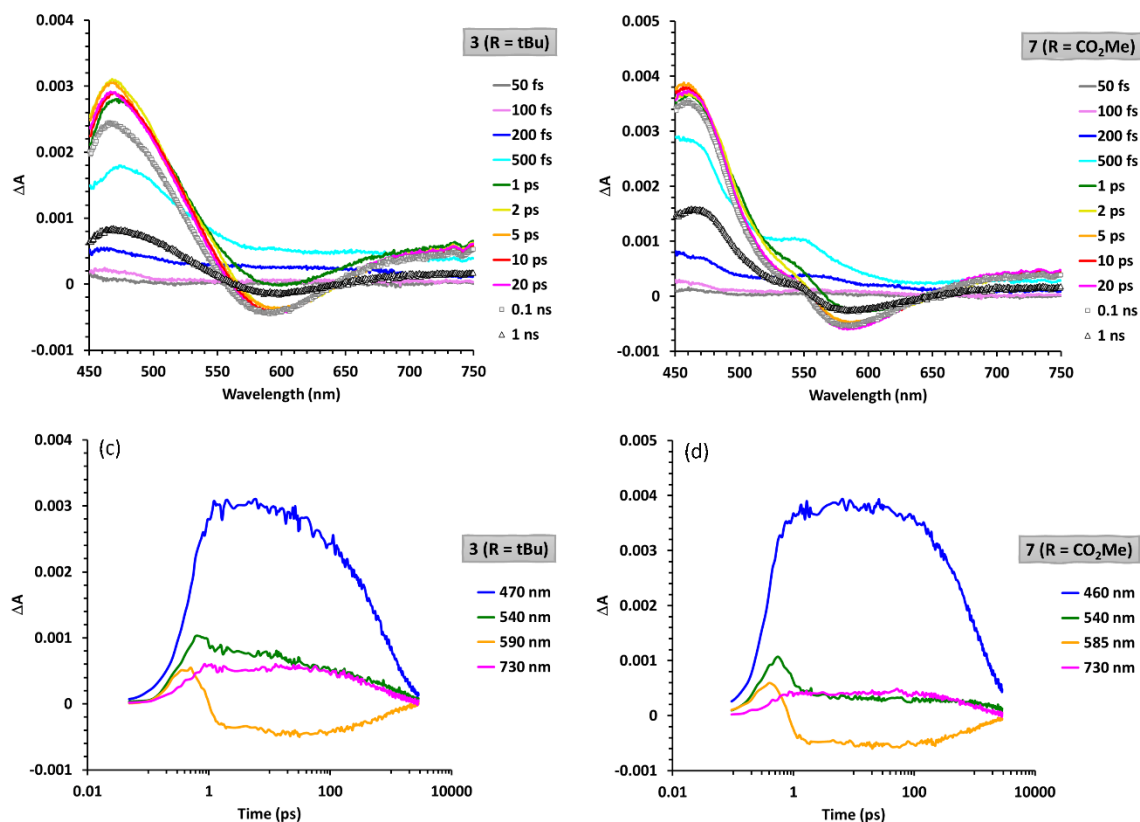 0.004
0.003
0.002
0.001
0
-0.001
ΔA
450 500 550 600 650 700 750
Wavelength (nm)
3 (R = tBu)
50 fs
100 fs
200 fs
500 fs
1 ps
2 ps
5 ps
10 ps
20 ps
0.1 ns
1 ns
0.005
0.004
0.003
0.002
0.001
0
-0.001
ΔA
450 500 550 600 650 700 750
Wavelength (nm)
7 (R = CO₂Me)
50 fs
100 fs
200 fs
500 fs
1 ps
2 ps
5 ps
10 ps
20 ps
0.1 ns
1 ns
(c)
0.004
0.003
0.002
0.001
0
-0.001
ΔA
0.01 1 100 10000
Time (ps)
3 (R = tBu)
470 nm
540 nm
590 nm
730 nm
(d)
0.005
0.004
0.003
0.002
0.001
0
-0.001
ΔA
0.01 1 100 10000
Time (ps)
7 (R = CO₂Me)
460 nm
540 nm
585 nm
730 nm